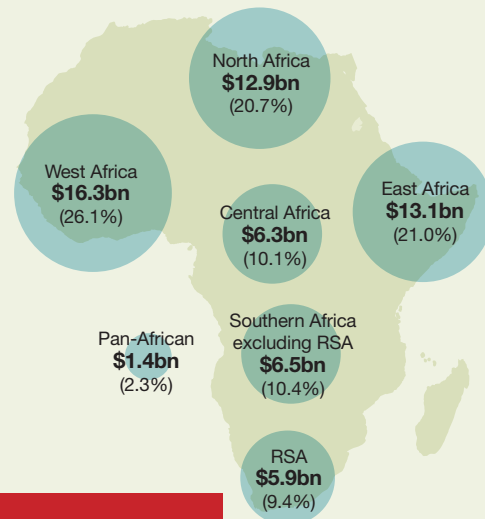 North Africa
$12.9bn
(20.7%)
West Africa
$16.3bn
(26.1%)
East Africa
$13.1bn
(21.0%)
Central Africa
$6.3bn
(10.1%)
Southern Africa
excluding RSA
$6.5bn
(10.4%)
Pan-African
$1.4bn
(2.3%)
RSA
$5.9bn
(9.4%)